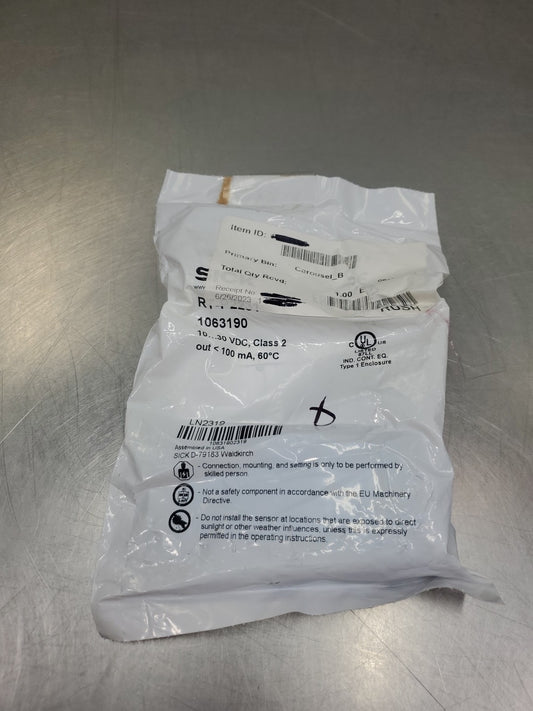 Item ID:
Primary Bin: Carousel_B
Total Qty Rcvd: 1.00
Receipt No
6/26/2023
RUSH
1063190
30 VDC, Class 2
out < 100 mA, 60°C
C UL US
LISTED
IND. CONT. EQ.
Type 1 Enclosure
LN2319
10631902319
Assembled in USA
SICK D-79183 Waldkirch
- Connection, mounting, and setting is only to be performed by
skilled person.
- Not a safety component in accordance with the EU Machinery
Directive.
- Do not install the sensor at locations that are exposed to direct
sunlight or other weather influences, unless this is expressly
permitted in the operating instructions.